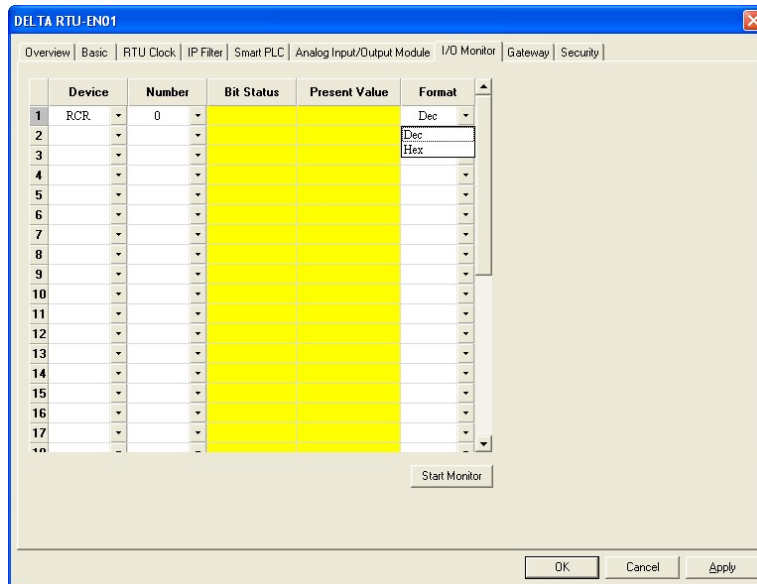 DELTA RTU-EN01
Overview Basic RTU Clock IP Filter Smart PLC Analog Input/Output Module I/O Monitor Gateway Security
Device Number Bit Status Present Value Format
1 RCR 0 Dec
2 Dec
3 Hex
4
5
6
7
8
9
10
11
12
13
14
15
16
17
18
Start Monitor
OK Cancel Apply